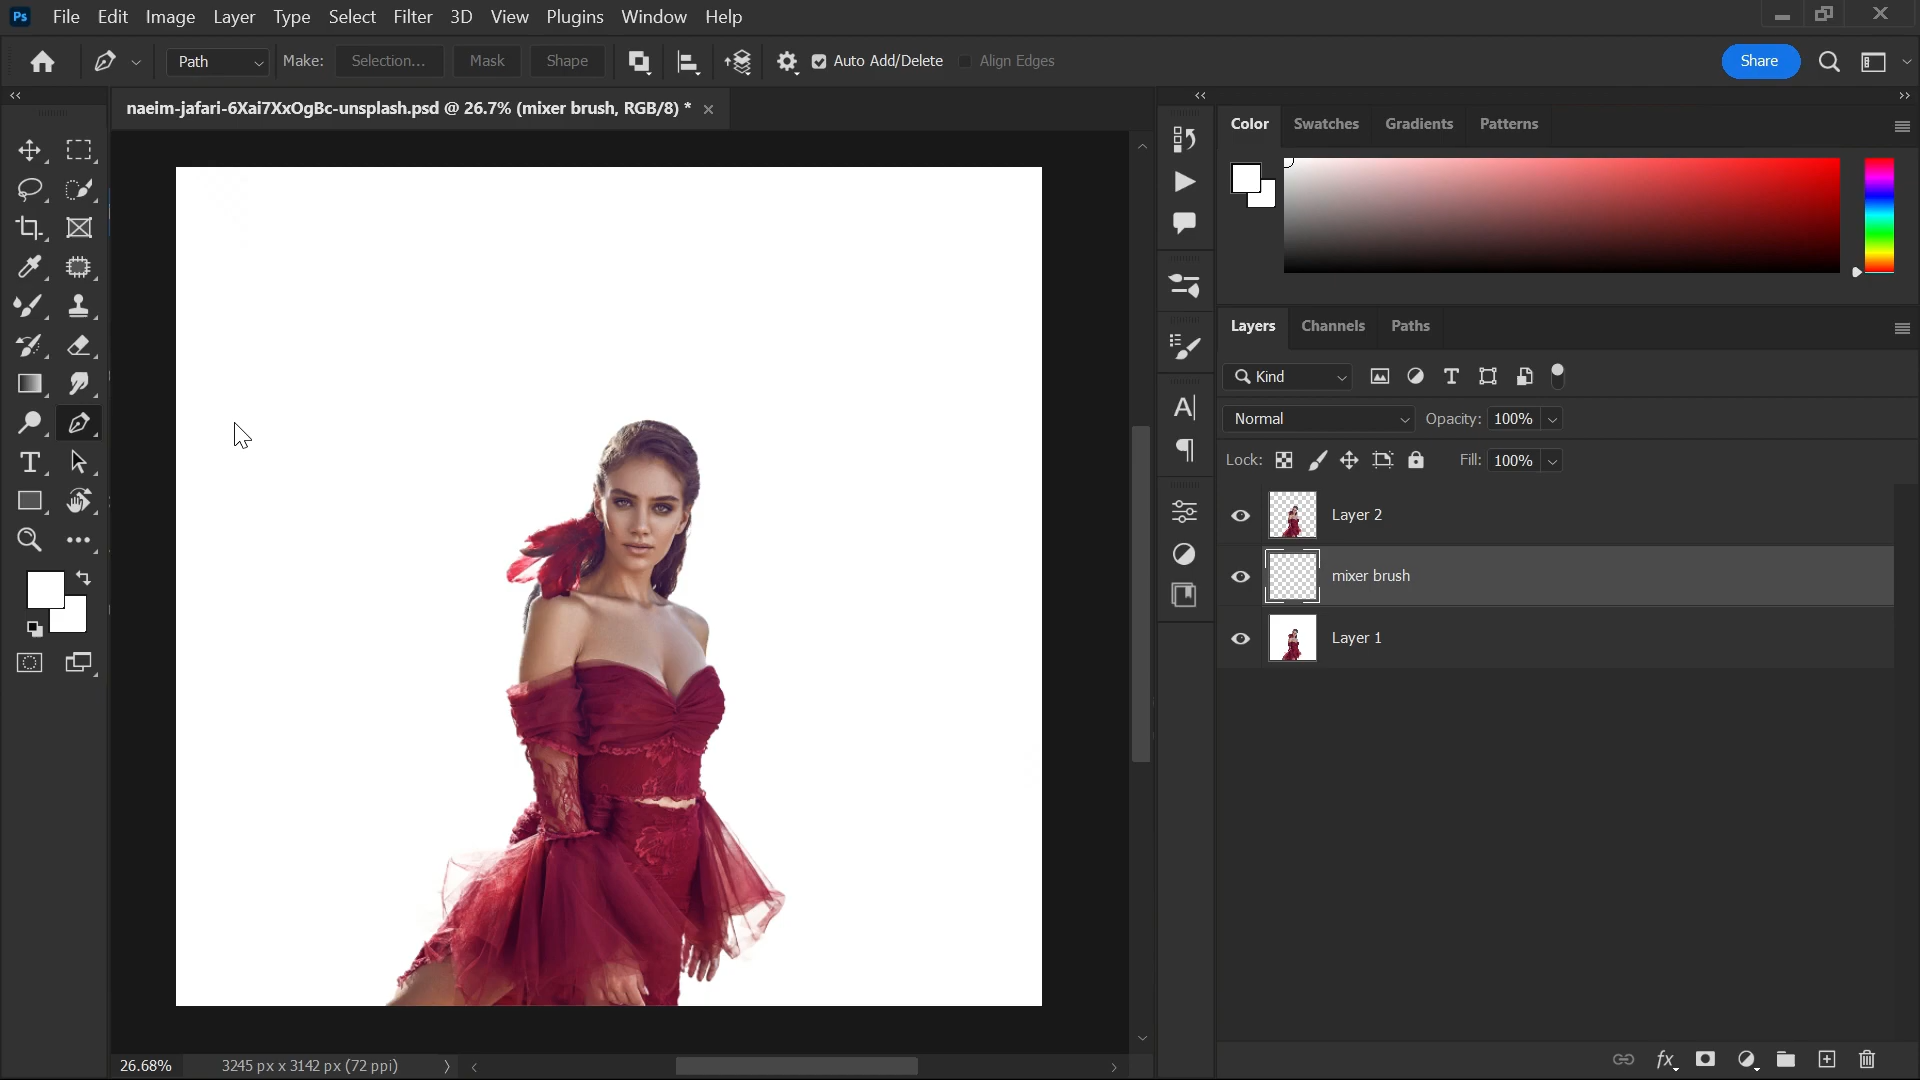 Ps File Edit Image Layer Type Select Filter 3D View Plugins Window Help
Path Make: Selection... Mask Shape Auto Add/Delete Align Edges Share
naeim-jafari-6Xai7XxOgBc-unsplash.psd @ 26.7% (mixer brush, RGB/8) *
Color Swatches Gradients Patterns
Layers Channels Paths
Kind
Normal Opacity: 100%
Lock: Fill: 100%
Layer 2
mixer brush
Layer 1
26.68% 3245 px x 3142 px (72 ppi)